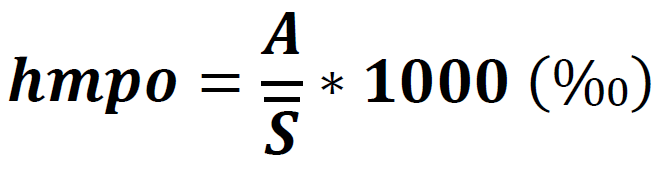 hmpo = A / S̅ * 1000 (‰)